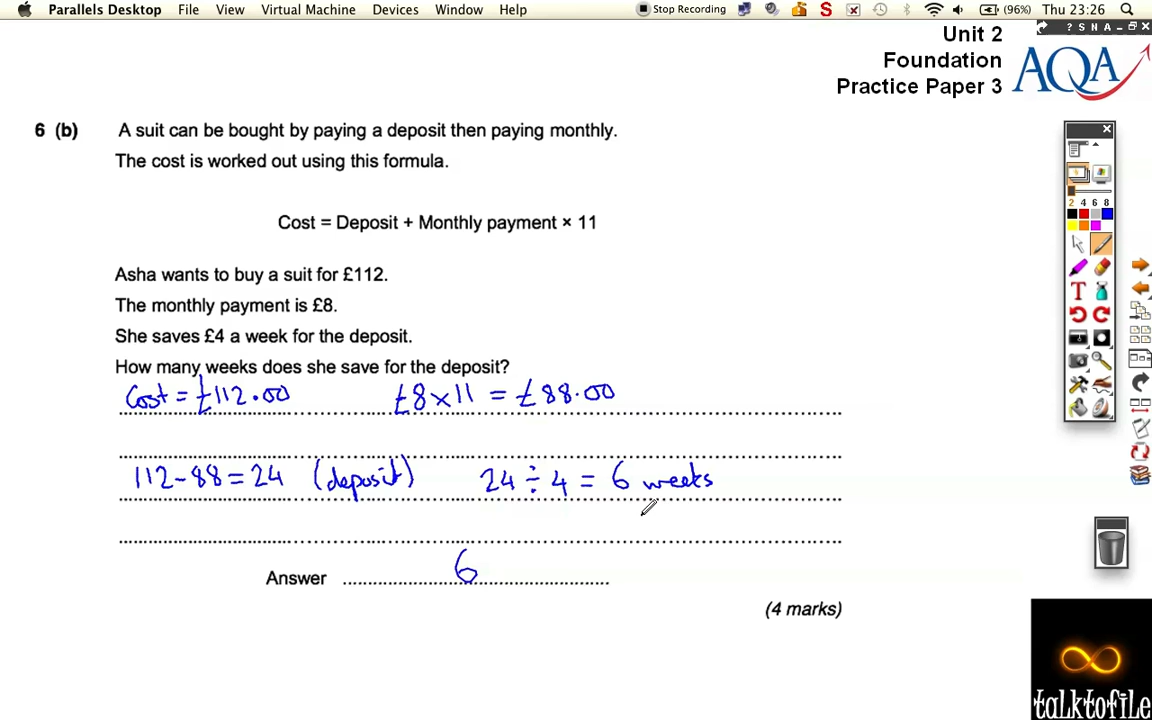 Parallels Desktop File View Virtual Machine Devices Window Help Stop Recording (96%) Thu 23:26
? S N A
Unit 2
Foundation
Practice Paper 3
AQA
6 (b) A suit can be bought by paying a deposit then paying monthly.
The cost is worked out using this formula.
Cost = Deposit + Monthly payment × 11
Asha wants to buy a suit for £112.
The monthly payment is £8.
She saves £4 a week for the deposit.
How many weeks does she save for the deposit?
Cost = £112.00 £8 x 11 = £88.00
112 - 88 = 24 (deposit) 24 ÷ 4 = 6 weeks
Answer 6
(4 marks)
2 4 6 8
T
talktofile